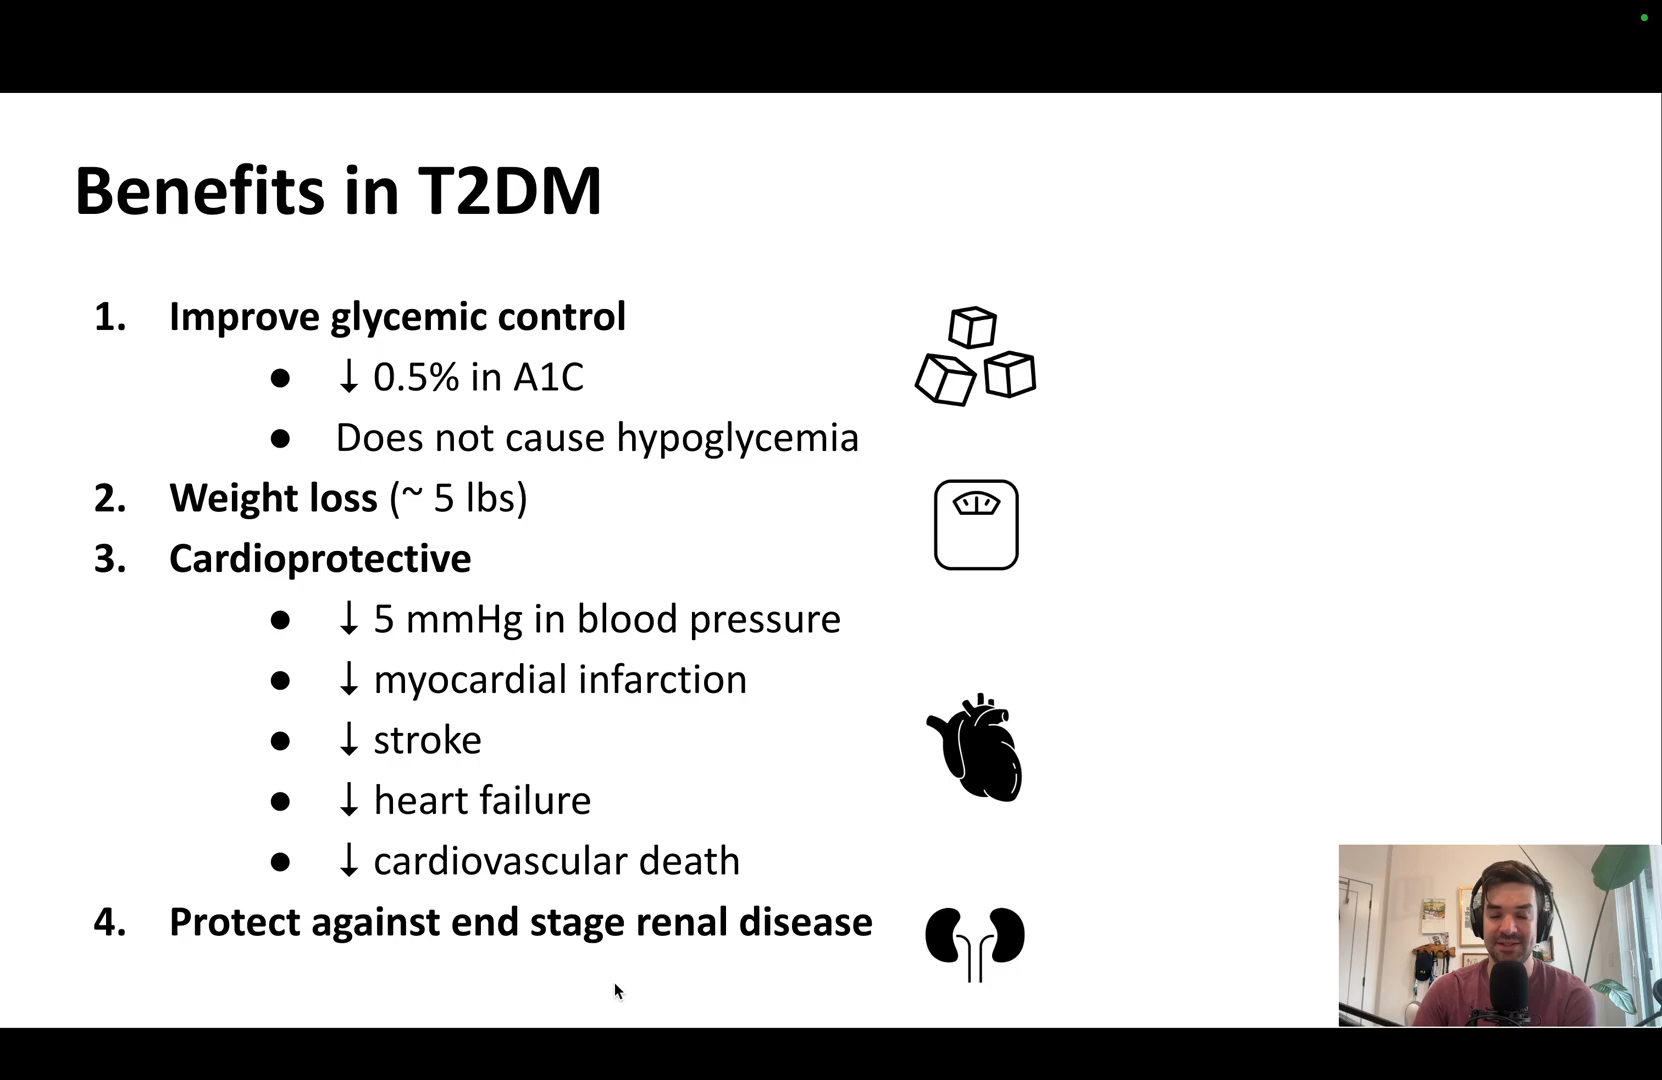 Benefits in T2DM
1. Improve glycemic control
● ↓ 0.5% in A1C
● Does not cause hypoglycemia
2. Weight loss (~ 5 lbs)
3. Cardioprotective
● ↓ 5 mmHg in blood pressure
● ↓ myocardial infarction
● ↓ stroke
● ↓ heart failure
● ↓ cardiovascular death
4. Protect against end stage renal disease